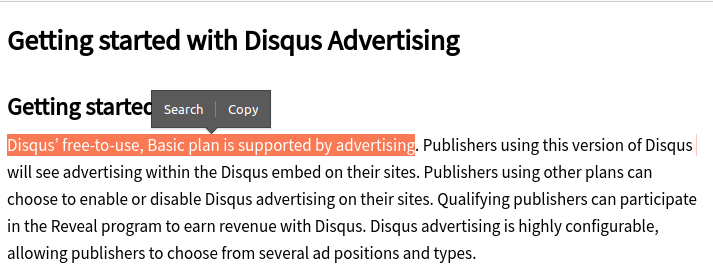 Getting started with Disqus Advertising
Getting started
Search Copy
Disqus’ free-to-use, Basic plan is supported by advertising. Publishers using this version of Disqus
will see advertising within the Disqus embed on their sites. Publishers using other plans can
choose to enable or disable Disqus advertising on their sites. Qualifying publishers can participate
in the Reveal program to earn revenue with Disqus. Disqus advertising is highly configurable,
allowing publishers to choose from several ad positions and types.